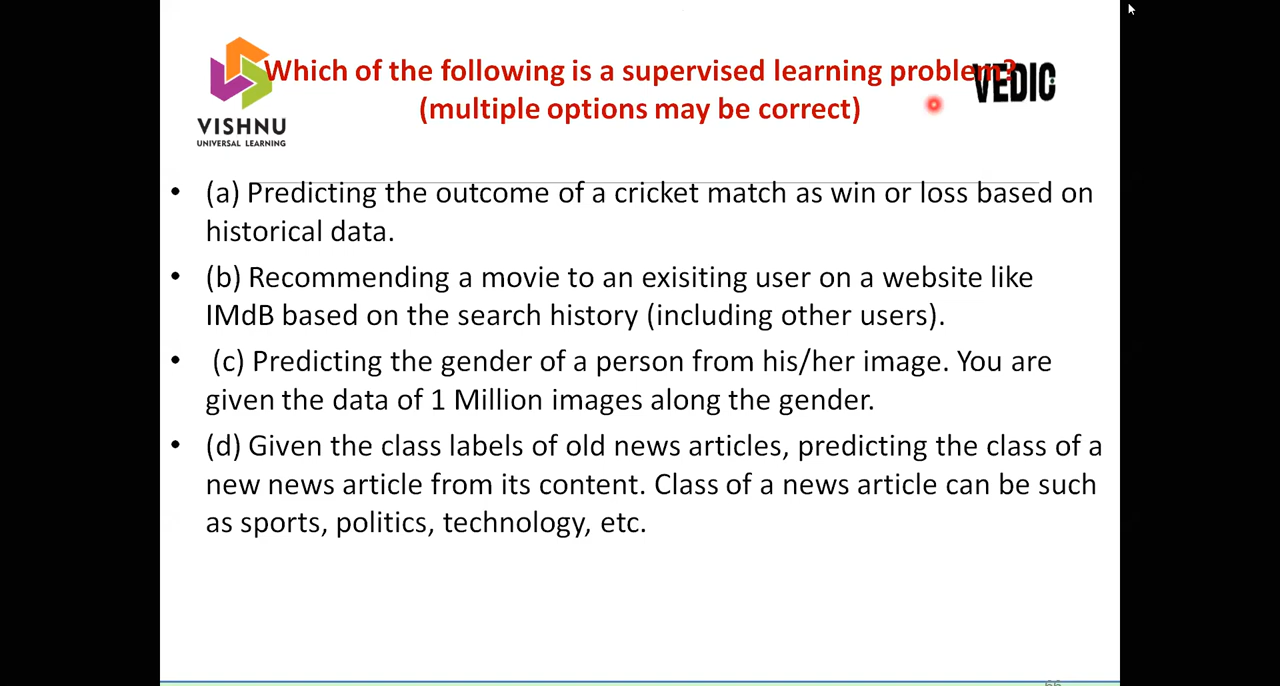 Which of the following is a supervised learning problem?
(multiple options may be correct)
VEDIC
VISHNU
UNIVERSAL LEARNING
• (a) Predicting the outcome of a cricket match as win or loss based on
historical data.
• (b) Recommending a movie to an exisiting user on a website like
IMdB based on the search history (including other users).
• (c) Predicting the gender of a person from his/her image. You are
given the data of 1 Million images along the gender.
• (d) Given the class labels of old news articles, predicting the class of a
new news article from its content. Class of a news article can be such
as sports, politics, technology, etc.